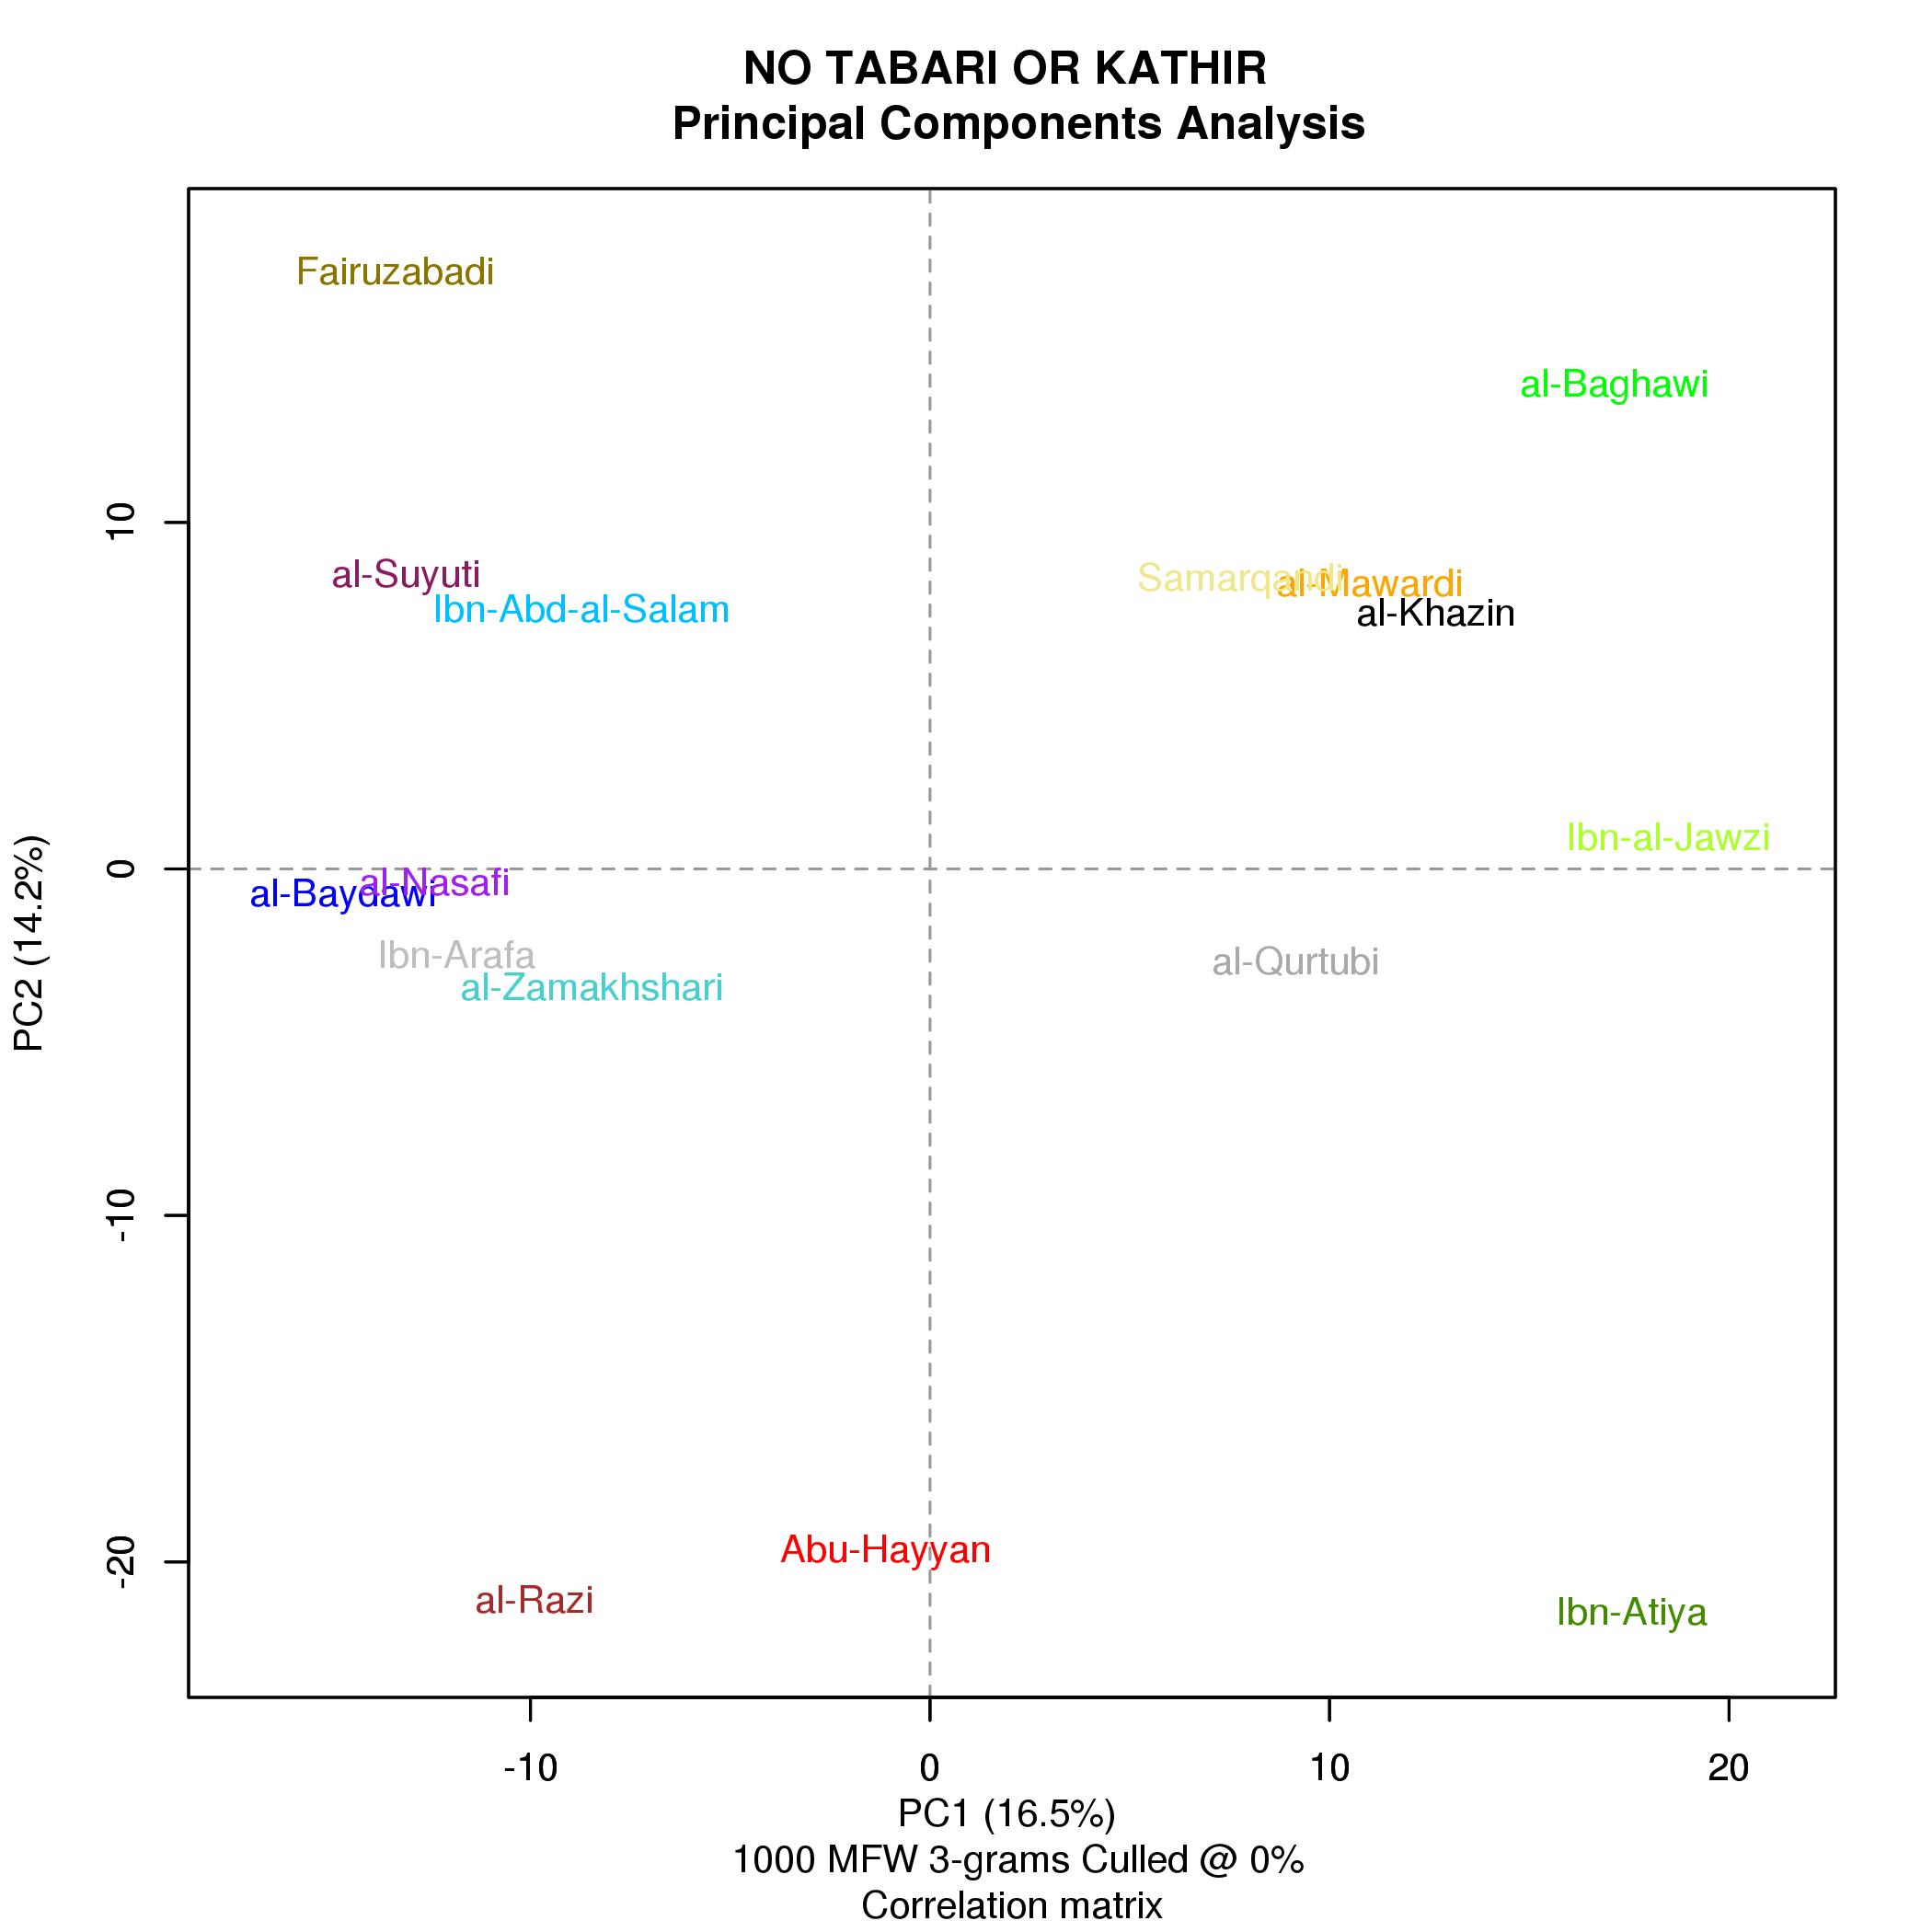 NO TABARI OR KATHIR
Principal Components Analysis
Fairuzabadi
al-Baghawi
10
al-Suyuti
Samarqandi
al-Mawardi
Ibn-Abd-al-Salam
al-Khazin
Ibn-al-Jawzi
0
al-Nasafi
al-Baydawi
PC2 (14.2%)
Ibn-Arafa
al-Qurtubi
al-Zamakhshari
-10
Abu-Hayyan
-20
al-Razi
Ibn-Atiya
-10 0 10 20
PC1 (16.5%)
1000 MFW 3-grams Culled @ 0%
Correlation matrix